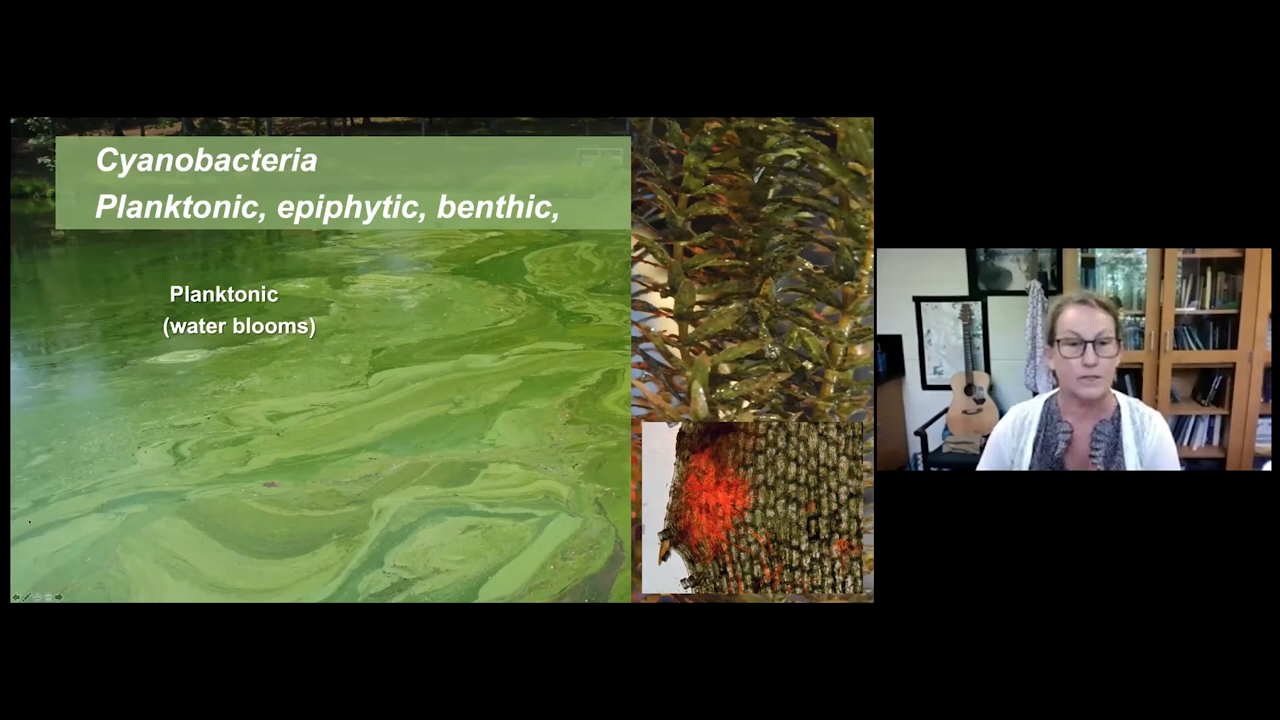 Cyanobacteria
Planktonic, epiphytic, benthic,
Planktonic
(water blooms)